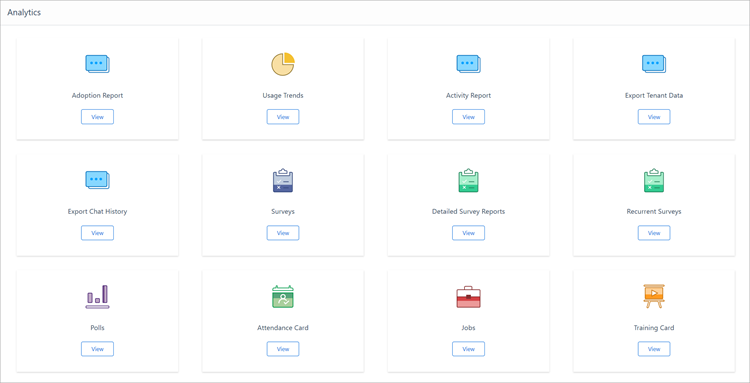 Analytics
Adoption Report
Usage Trends
Activity Report
Export Tenant Data
View
View
View
View
Export Chat History
Surveys
Detailed Survey Reports
Recurrent Surveys
View
View
View
View
Polls
Attendance Card
Jobs
Training Card
View
View
View
View